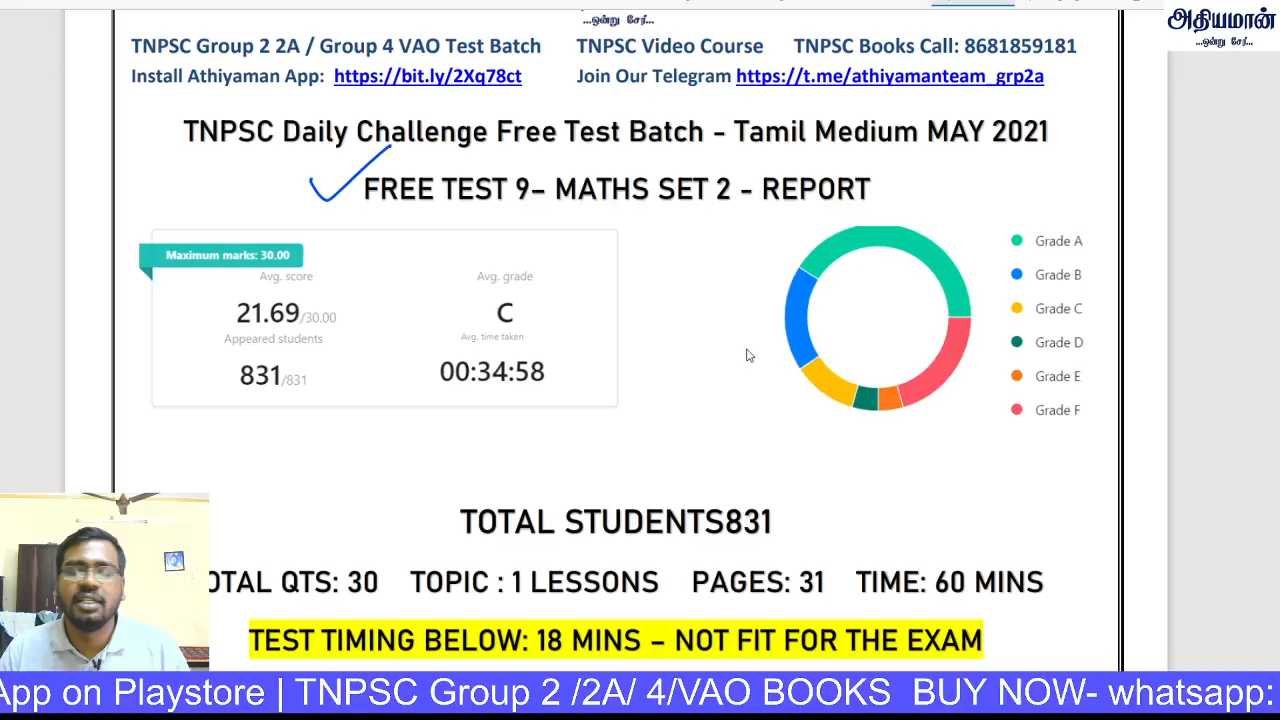 ...ஒன்று சேர்...
அதியமான்
...ஒன்று சேர்...
TNPSC Group 2 2A / Group 4 VAO Test Batch TNPSC Video Course TNPSC Books Call: 8681859181
Install Athiyaman App: https://bit.ly/2Xq78ct Join Our Telegram https://t.me/athiyamanteam_grp2a
TNPSC Daily Challenge Free Test Batch - Tamil Medium MAY 2021
FREE TEST 9– MATHS SET 2 - REPORT
Maximum marks: 30.00
Avg. score Avg. grade
21.69/30.00 C
Appeared students Avg. time taken
831/831 00:34:58
Grade A
Grade B
Grade C
Grade D
Grade E
Grade F
TOTAL STUDENTS831
OTAL QTS: 30 TOPIC : 1 LESSONS PAGES: 31 TIME: 60 MINS
TEST TIMING BELOW: 18 MINS – NOT FIT FOR THE EXAM
App on Playstore | TNPSC Group 2 /2A/ 4/VAO BOOKS BUY NOW- whatsapp: